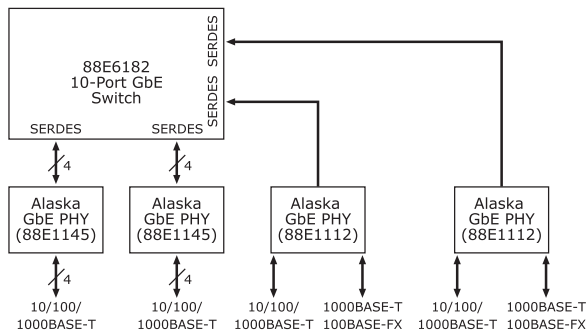 88E6182
10-Port GbE
Switch
SERDES
SERDES
SERDES
SERDES
4
4
Alaska
GbE PHY
(88E1145)
Alaska
GbE PHY
(88E1145)
Alaska
GbE PHY
(88E1112)
Alaska
GbE PHY
(88E1112)
4
4
10/100/
1000BASE-T
10/100/
1000BASE-T
10/100/
1000BASE-T
1000BASE-T
100BASE-FX
10/100/
1000BASE-T
1000BASE-T
100BASE-FX